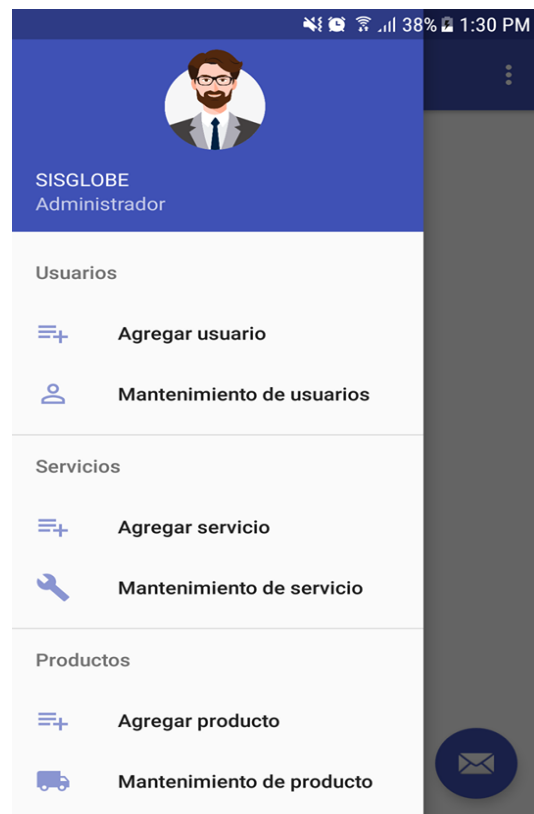 38% 1:30 PM
SISGLOBE
Administrador
Usuarios
Agregar usuario
Mantenimiento de usuarios
Servicios
Agregar servicio
Mantenimiento de servicio
Productos
Agregar producto
Mantenimiento de producto